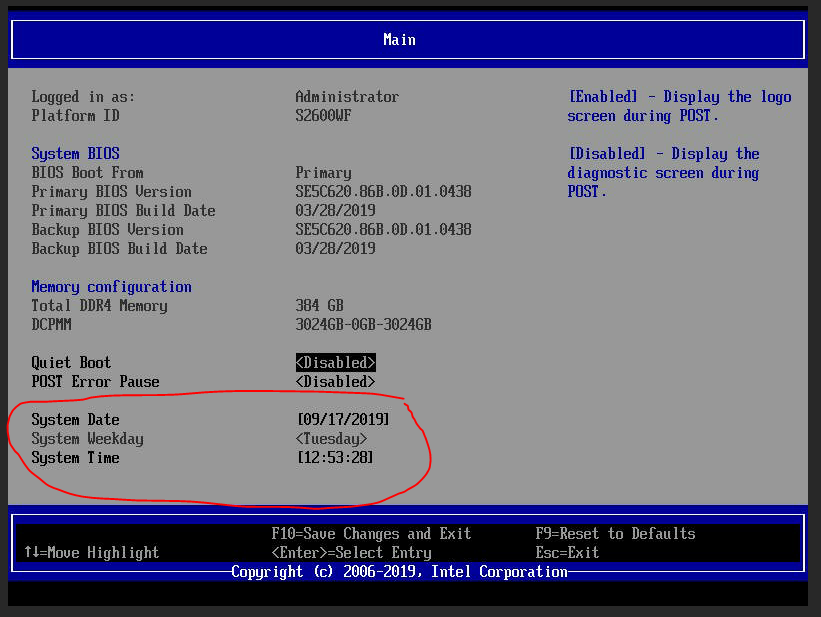 Main
Logged in as: Administrator
Platform ID S2600WF
System BIOS
BIOS Boot From Primary
Primary BIOS Version SE5C620.86B.0D.01.0438
Primary BIOS Build Date 03/28/2019
Backup BIOS Version SE5C620.86B.0D.01.0438
Backup BIOS Build Date 03/28/2019
Memory configuration
Total DDR4 Memory 384 GB
DCPMM 3024GB-0GB-3024GB
Quiet Boot <Disabled>
POST Error Pause <Disabled>
System Date [09/17/2019]
System Weekday <Tuesday>
System Time [12:53:28]
[Enabled] - Display the logo
screen during POST.
[Disabled] - Display the
diagnostic screen during
POST.
F10=Save Changes and Exit F9=Reset to Defaults
↑↓=Move Highlight <Enter>=Select Entry Esc=Exit
Copyright (c) 2006-2019, Intel Corporation